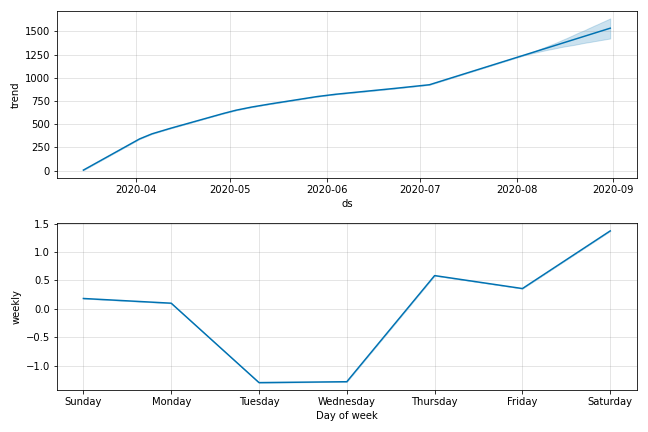 1500
1250
1000
750
500
250
0
trend
2020-04 2020-05 2020-06 2020-07 2020-08 2020-09
ds
1.5
1.0
0.5
0.0
−0.5
−1.0
weekly
Sunday Monday Tuesday Wednesday Thursday Friday Saturday
Day of week